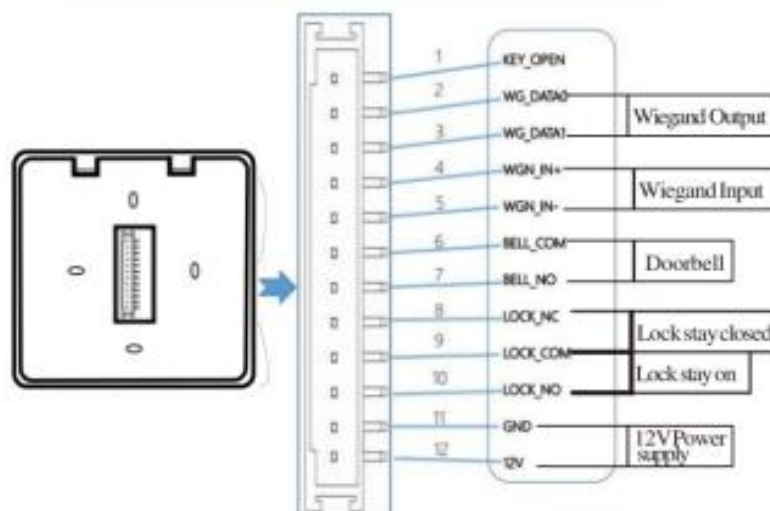 1 KEY_OPEN
2 WG_DATA0
3 WG_DATA1
Wiegand Output
4 WGN_IN+
5 WGN_IN-
Wiegand Input
6 BELL_COM
7 BELL_NO
Doorbell
8 LOCK_NC
9 LOCK_COM
10 LOCK_NO
Lock stay closed
Lock stay on
11 GND
12 12V
12V Power
supply